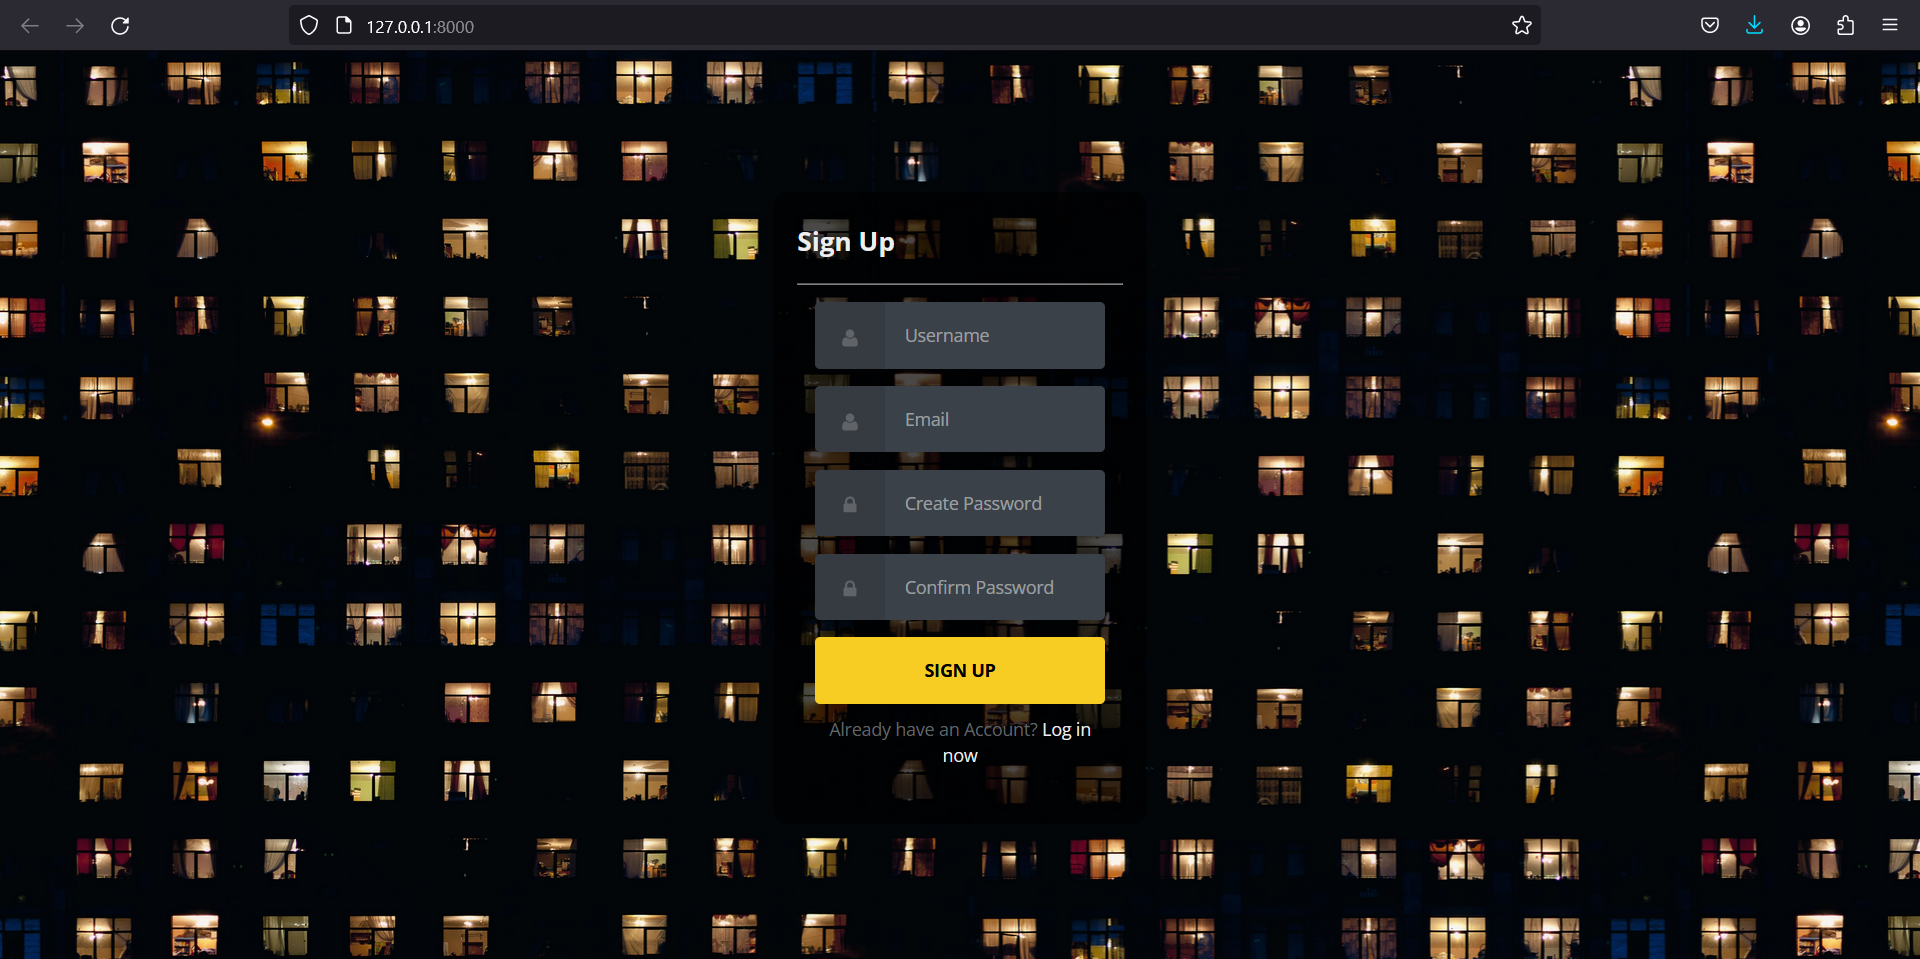 127.0.0.1:8000
Sign Up
Username
Email
Create Password
Confirm Password
SIGN UP
Already have an Account? Log in
now